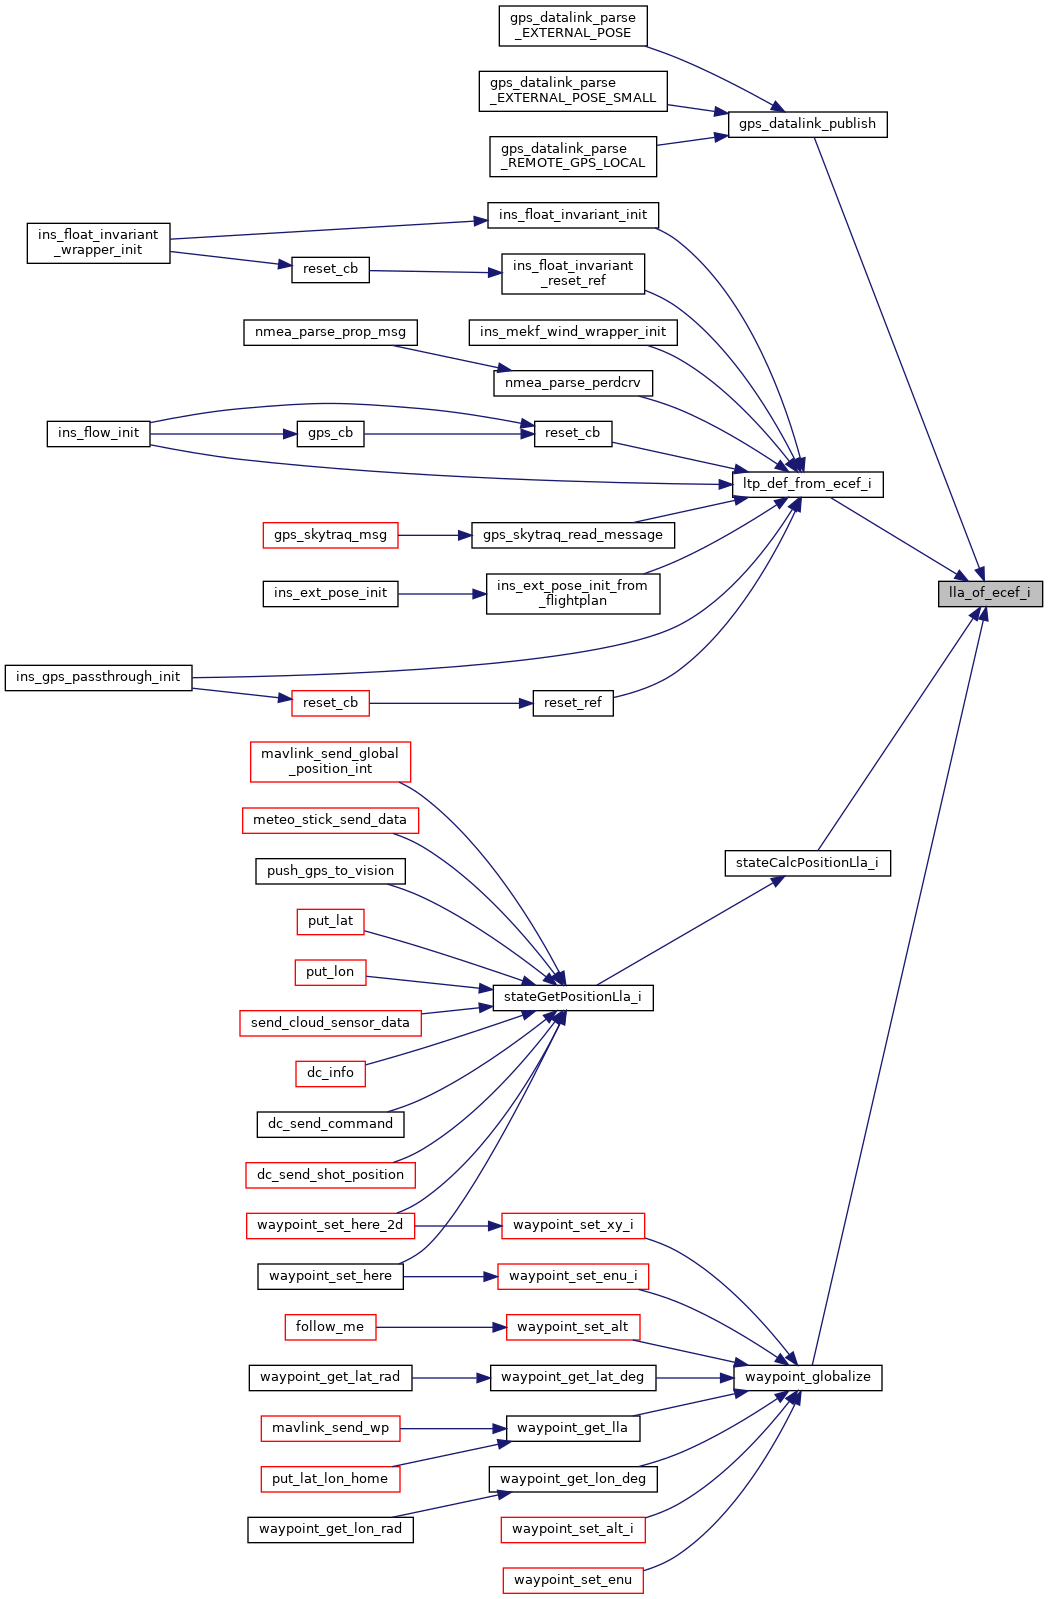 gps_datalink_parse
_EXTERNAL_POSE
gps_datalink_parse
_EXTERNAL_POSE_SMALL
gps_datalink_publish
gps_datalink_parse
_REMOTE_GPS_LOCAL
ins_float_invariant_init
ins_float_invariant
_wrapper_init
reset_cb
ins_float_invariant
_reset_ref
nmea_parse_prop_msg
ins_mekf_wind_wrapper_init
nmea_parse_perdcrv
ins_flow_init
gps_cb
reset_cb
ltp_def_from_ecef_i
gps_skytraq_msg
gps_skytraq_read_message
ins_ext_pose_init
ins_ext_pose_init_from
_flightplan
lla_of_ecef_i
ins_gps_passthrough_init
reset_cb
reset_ref
mavlink_send_global
_position_int
meteo_stick_send_data
push_gps_to_vision
stateCalcPositionLla_i
put_lat
put_lon
stateGetPositionLla_i
send_cloud_sensor_data
dc_info
dc_send_command
dc_send_shot_position
waypoint_set_here_2d
waypoint_set_xy_i
waypoint_set_here
waypoint_set_enu_i
follow_me
waypoint_set_alt
waypoint_get_lat_rad
waypoint_get_lat_deg
waypoint_globalize
mavlink_send_wp
waypoint_get_lla
put_lat_lon_home
waypoint_get_lon_deg
waypoint_get_lon_rad
waypoint_set_alt_i
waypoint_set_enu